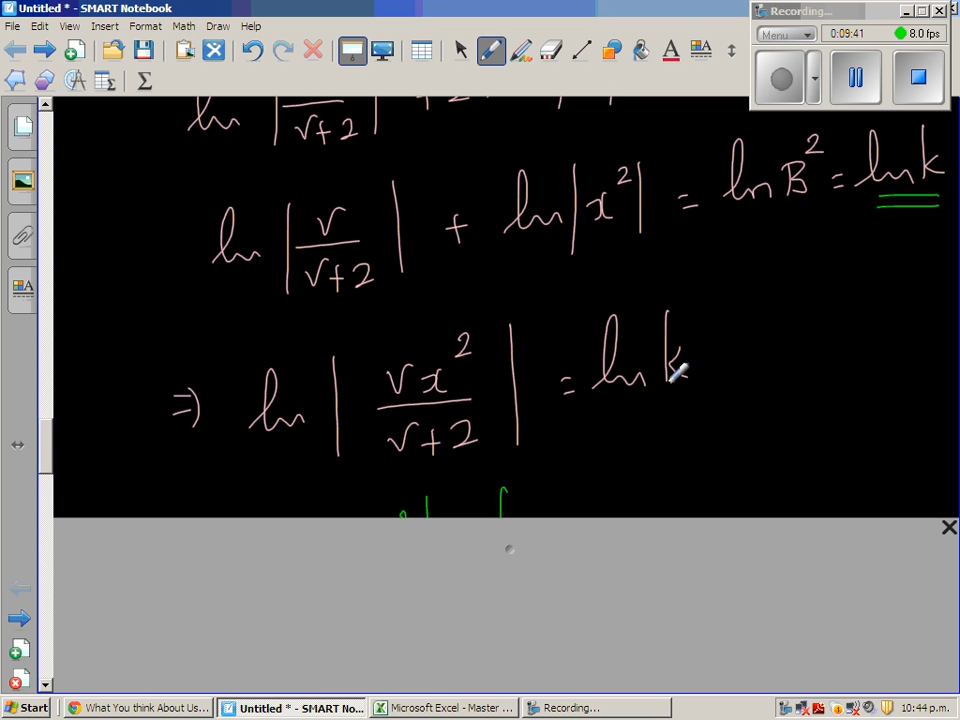 Untitled * - SMART Notebook
File Edit View Insert Format Math Draw Help
Recording...
Menu 0:09:41 8.0 fps
ln |/(v+2)| +
ln |v/(v+2)| + ln|x²| = ln B² = ln k
⇒ ln |vx²/(v+2)| = ln k
Start What You think About Us... Untitled * - SMART No... Microsoft Excel - Master ... Recording... 10:44 p.m.